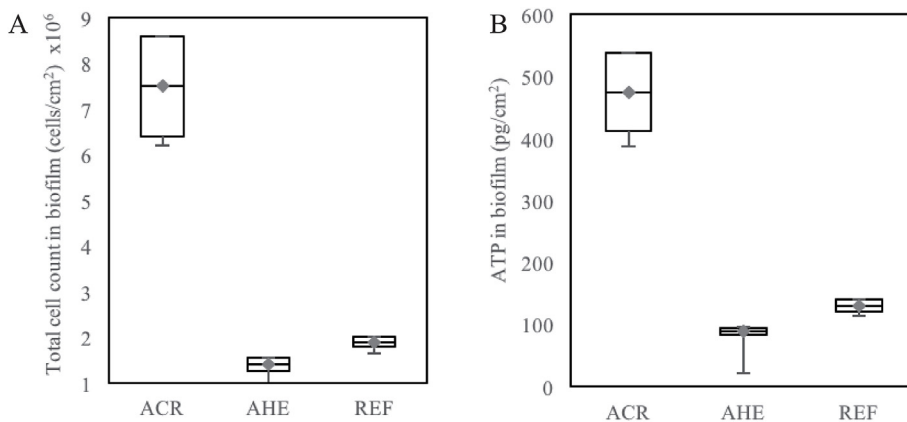 A
Total cell count in biofilm (cells/cm²) x10⁶
9
8
7
6
5
4
3
2
1
ACR AHE REF
B
ATP in biofilm (pg/cm²)
600
500
400
300
200
100
0
ACR AHE REF